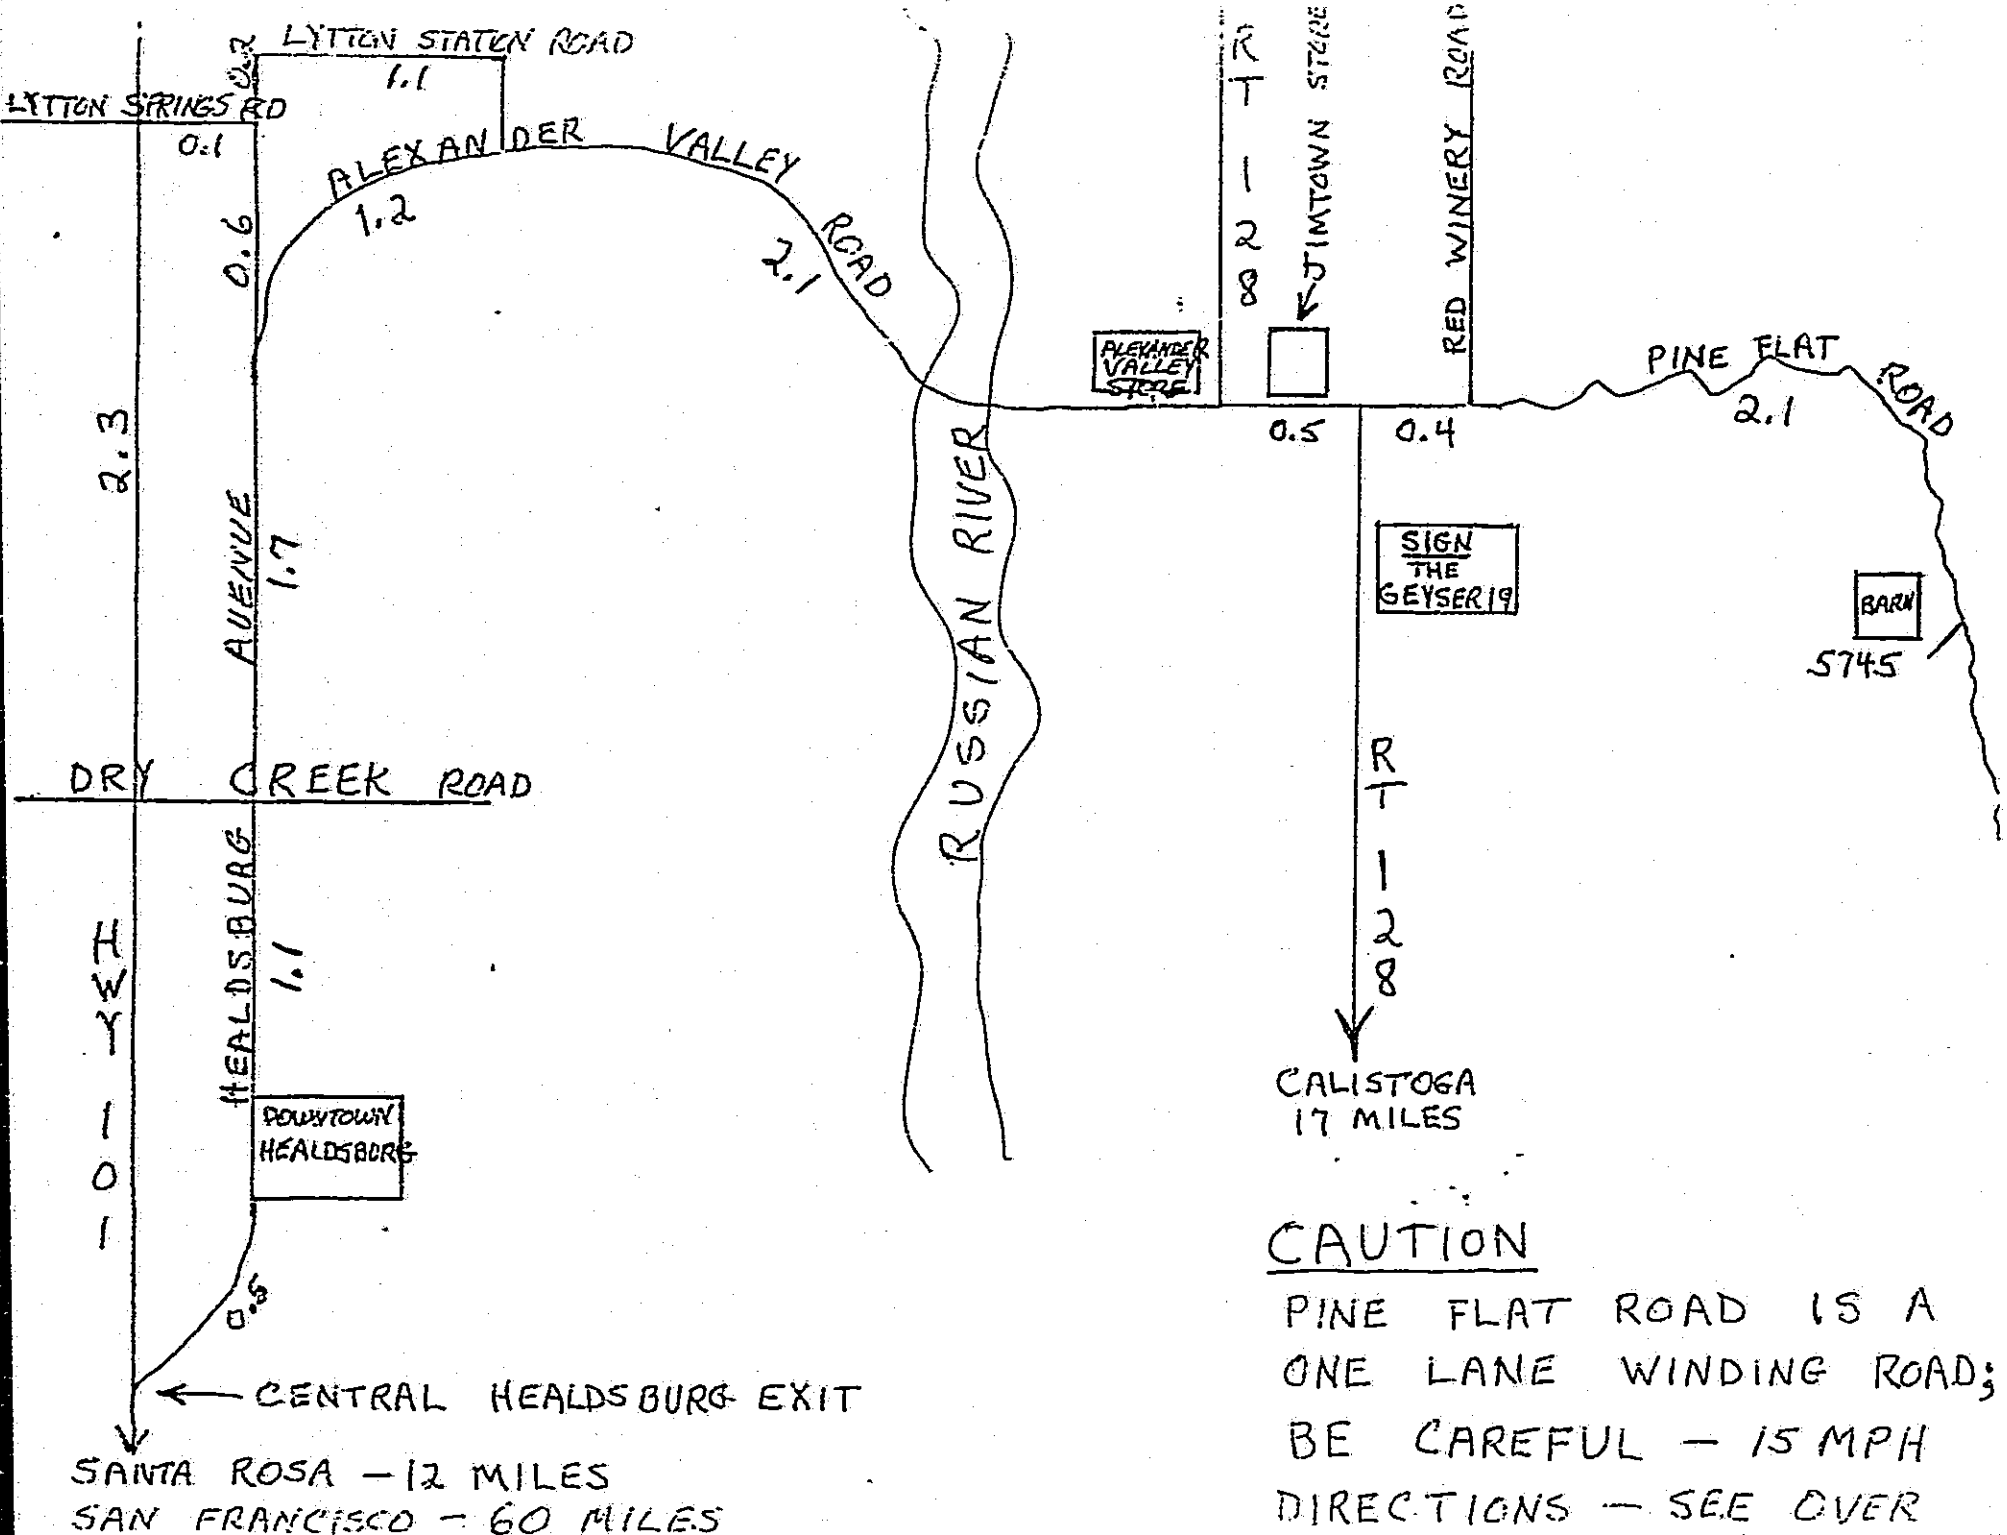 LYTTON STATION ROAD
0.2
1.1
LYTTON SPRINGS RD
0.1
ALEXANDER VALLEY ROAD
1.2
2.1
0.6
2.3
RT 128
JIMTOWN STORE
RED WINERY ROAD
ALEXANDER
VALLEY
STORE
PINE FLAT ROAD
2.1
0.5
0.4
HEALDSBURG AVENUE
1.7
RUSSIAN RIVER
SIGN
THE
GEYSER 19
BARN
5745
DRY CREEK ROAD
RT 128
HWY 101
1.1
CALISTOGA
17 MILES
DOWNTOWN
HEALDSBURG
0.5
CENTRAL HEALDSBURG EXIT
SANTA ROSA – 12 MILES
SAN FRANCISCO – 60 MILES
CAUTION
PINE FLAT ROAD IS A
ONE LANE WINDING ROAD;
BE CAREFUL – 15 MPH
DIRECTIONS – SEE OVER